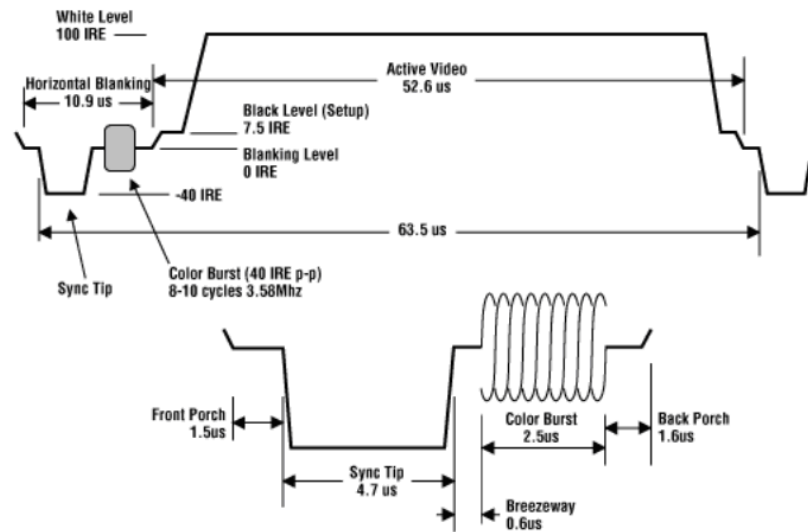 White Level
100 IRE
Horizontal Blanking
10.9 us
Active Video
52.6 us
Black Level (Setup)
7.5 IRE
Blanking Level
0 IRE
-40 IRE
63.5 us
Sync Tip
Color Burst (40 IRE p-p)
8-10 cycles 3.58Mhz
Front Porch
1.5us
Color Burst
2.5us
Back Porch
1.6us
Sync Tip
4.7 us
Breezeway
0.6us